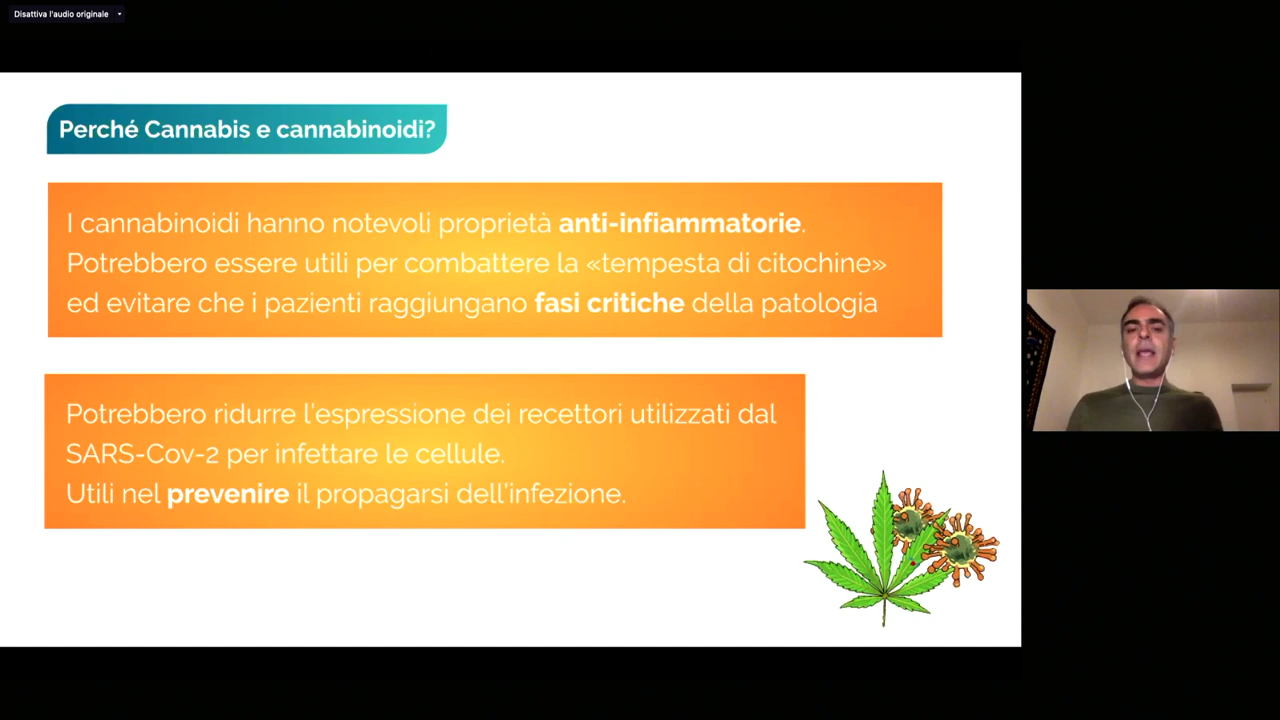 Disattiva l'audio originale
Perché Cannabis e cannabinoidi?
I cannabinoidi hanno notevoli proprietà anti-infiammatorie.
Potrebbero essere utili per combattere la «tempesta di citochine»
ed evitare che i pazienti raggiungano fasi critiche della patologia
Potrebbero ridurre l'espressione dei recettori utilizzati dal
SARS-Cov-2 per infettare le cellule.
Utili nel prevenire il propagarsi dell'infezione.